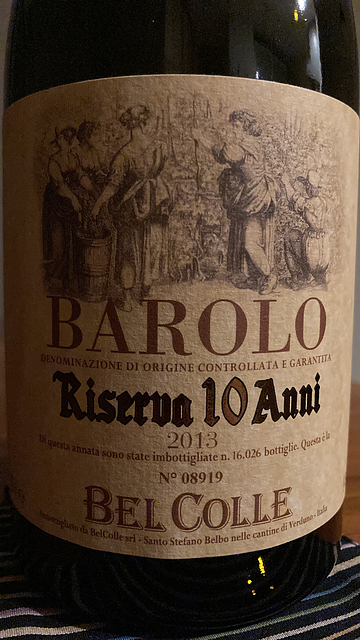 BAROLO
DENOMINAZIONE DI ORIGINE CONTROLLATA E GARANTITA
Riserva 10 Anni
2013
Di questa annata sono state imbottigliate n. 16.026 bottiglie. Questa è la
N° 08919
BEL COLLE
Imbottigliato da BelColle srl - Santo Stefano Belbo nelle cantine di Verduno - Italia